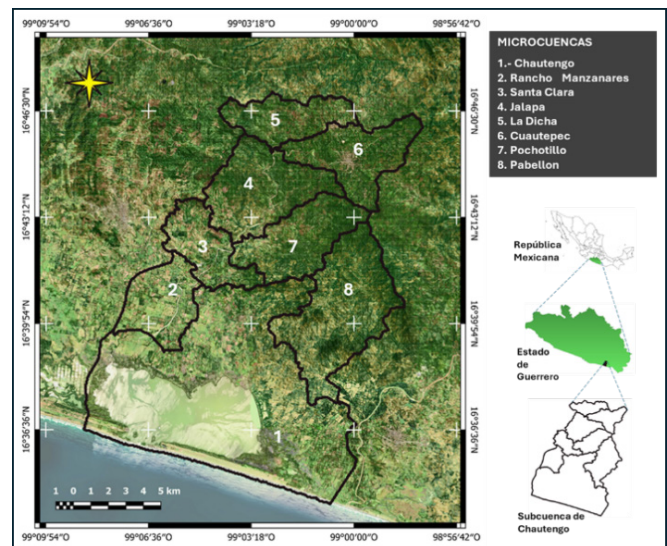 99°09'54"O 99°06'36"O 99°03'18"O 99°00'00"O 98°56'42"O
MICROCUENCAS
1.- Chautengo
2. Rancho Manzanares
3. Santa Clara
4. Jalapa
5. La Dicha
6. Cuautepec
7. Pochotillo
8. Pabellon
16°46'30"N
16°46'30"N
5
6
4
16°43'12"N
16°43'12"N
3
7
2
8
República
Mexicana
16°39'54"N
16°39'54"N
Estado
de
Guerrero
16°36'36"N
16°36'36"N
1
1 0 1 2 3 4 5 km
Subcuenca de
Chautengo
99°09'54"O 99°06'36"O 99°03'18"O 99°00'00"O 98°56'42"O